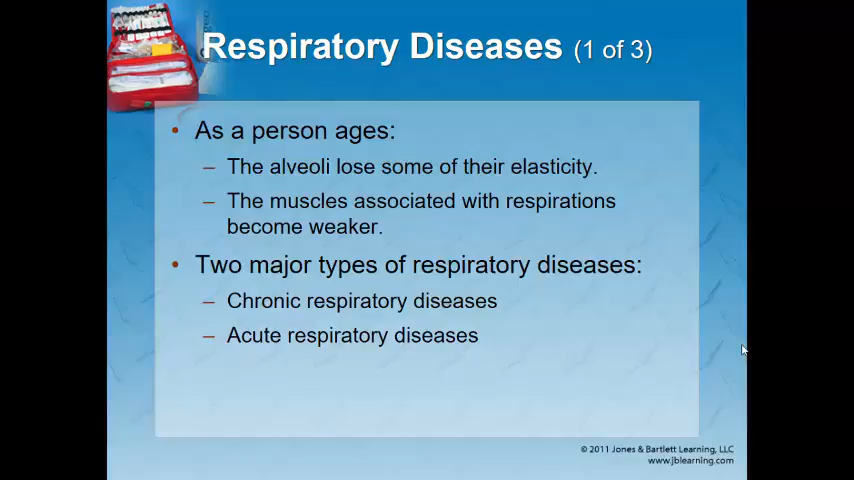 Respiratory Diseases (1 of 3)
• As a person ages:
– The alveoli lose some of their elasticity.
– The muscles associated with respirations
become weaker.
• Two major types of respiratory diseases:
– Chronic respiratory diseases
– Acute respiratory diseases
© 2011 Jones & Bartlett Learning, LLC
www.jblearning.com